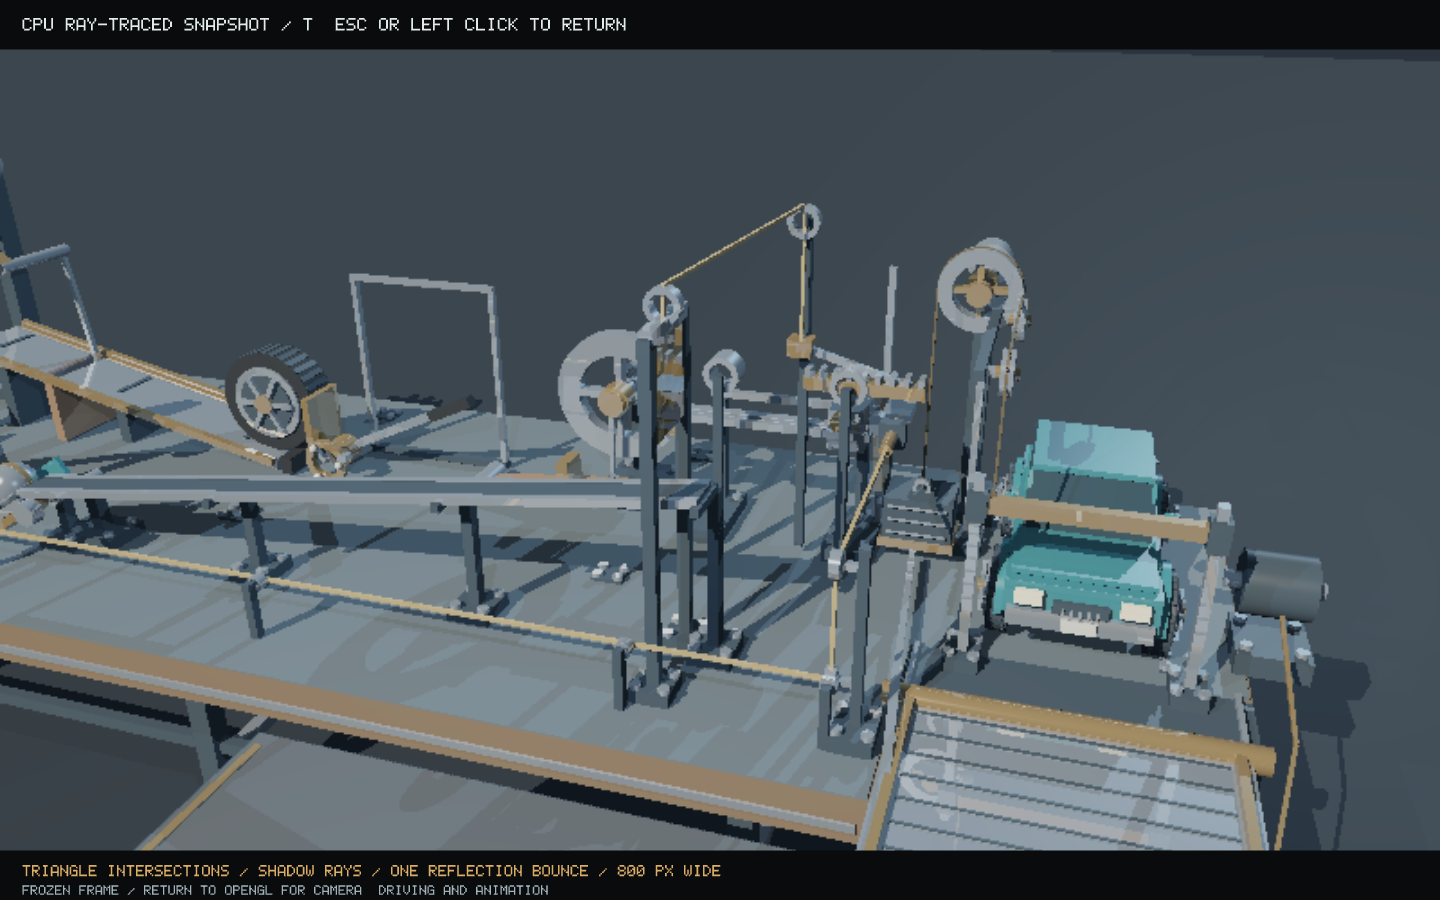 CPU RAY-TRACED SNAPSHOT / T  ESC OR LEFT CLICK TO RETURN
TRIANGLE INTERSECTIONS / SHADOW RAYS / ONE REFLECTION BOUNCE / 800 PX WIDE
FROZEN FRAME / RETURN TO OPENGL FOR CAMERA  DRIVING AND ANIMATION